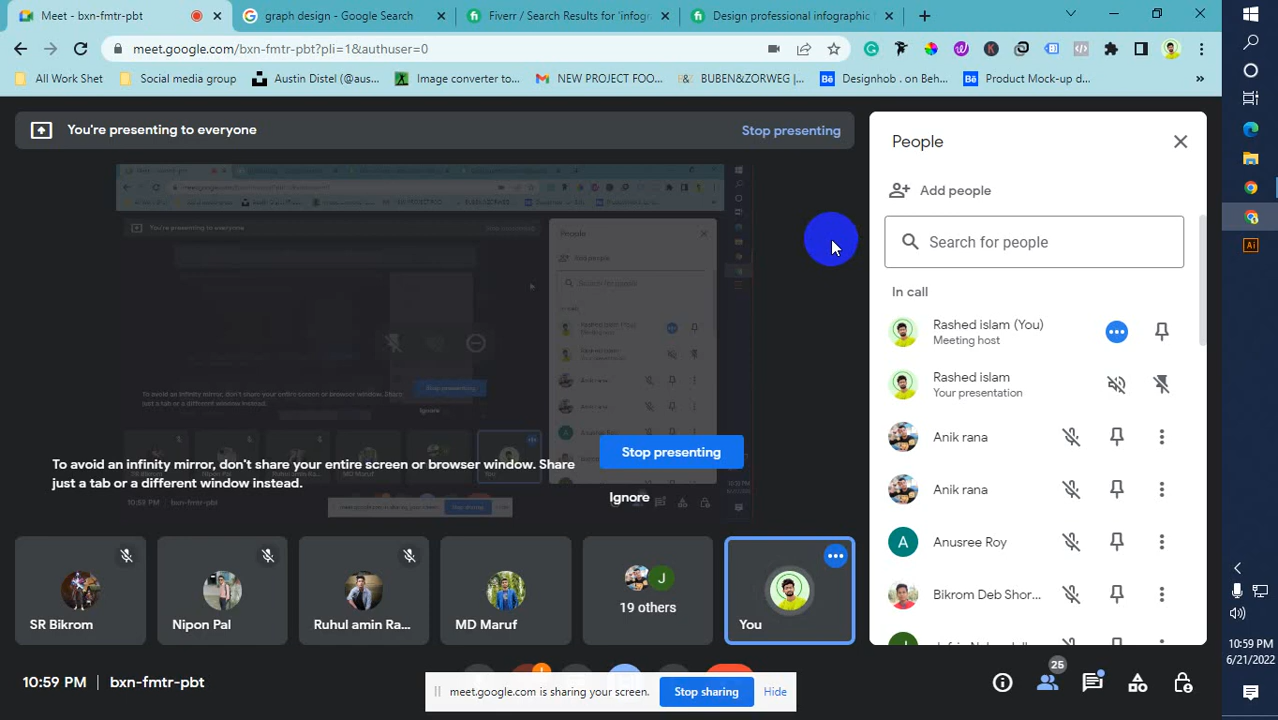 Meet - bxn-fmtr-pbt
graph design - Google Search
Fiverr / Search Results for 'infog
Design professional infographic
meet.google.com/bxn-fmtr-pbt?pli=1&authuser=0
All Work Shet
Social media group
Austin Distel (@aus...
Image converter to...
NEW PROJECT FOO...
BUBEN&ZORWEG |...
Designhob . on Beh...
Product Mock-up d...
»
You're presenting to everyone
Stop presenting
To avoid an infinity mirror, don't share your entire screen or browser window. Share
just a tab or a different window instead.
Stop presenting
Ignore
SR Bikrom
Nipon Pal
Ruhul amin Ra...
MD Maruf
J
19 others
You
People
Add people
Search for people
In call
Rashed islam (You)
Meeting host
Rashed islam
Your presentation
Anik rana
Anik rana
A
Anusree Roy
Bikrom Deb Shor...
10:59 PM | bxn-fmtr-pbt
meet.google.com is sharing your screen.
Stop sharing
Hide
25
Ai
10:59 PM
6/21/2022